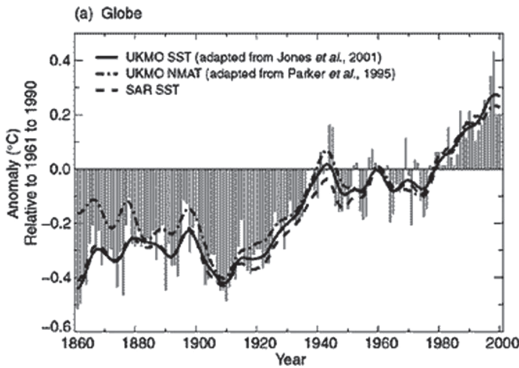 (a) Globe
UKMO SST (adapted from Jones et al., 2001)
UKMO NMAT (adapted from Parker et al., 1995)
SAR SST
Anomaly (°C)
Relative to 1961 to 1990
0.4
0.2
0.0
−0.2
−0.4
−0.6
1860 1880 1900 1920 1940 1960 1980 2000
Year